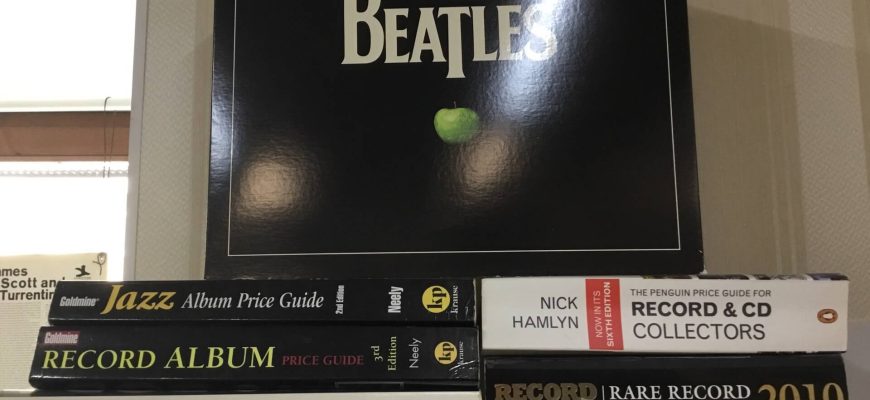 BEATLES
Scott and
Goldmine Jazz Album Price Guide 2nd Edition Neely kp krause
Goldmine
RECORD ALBUM PRICE GUIDE 3rd Edition Neely kp krause
NICK HAMLYN
NOW IN ITS SIXTH EDITION
THE PENGUIN PRICE GUIDE FOR
RECORD & CD
COLLECTORS
RECORD RARE RECORD 2010